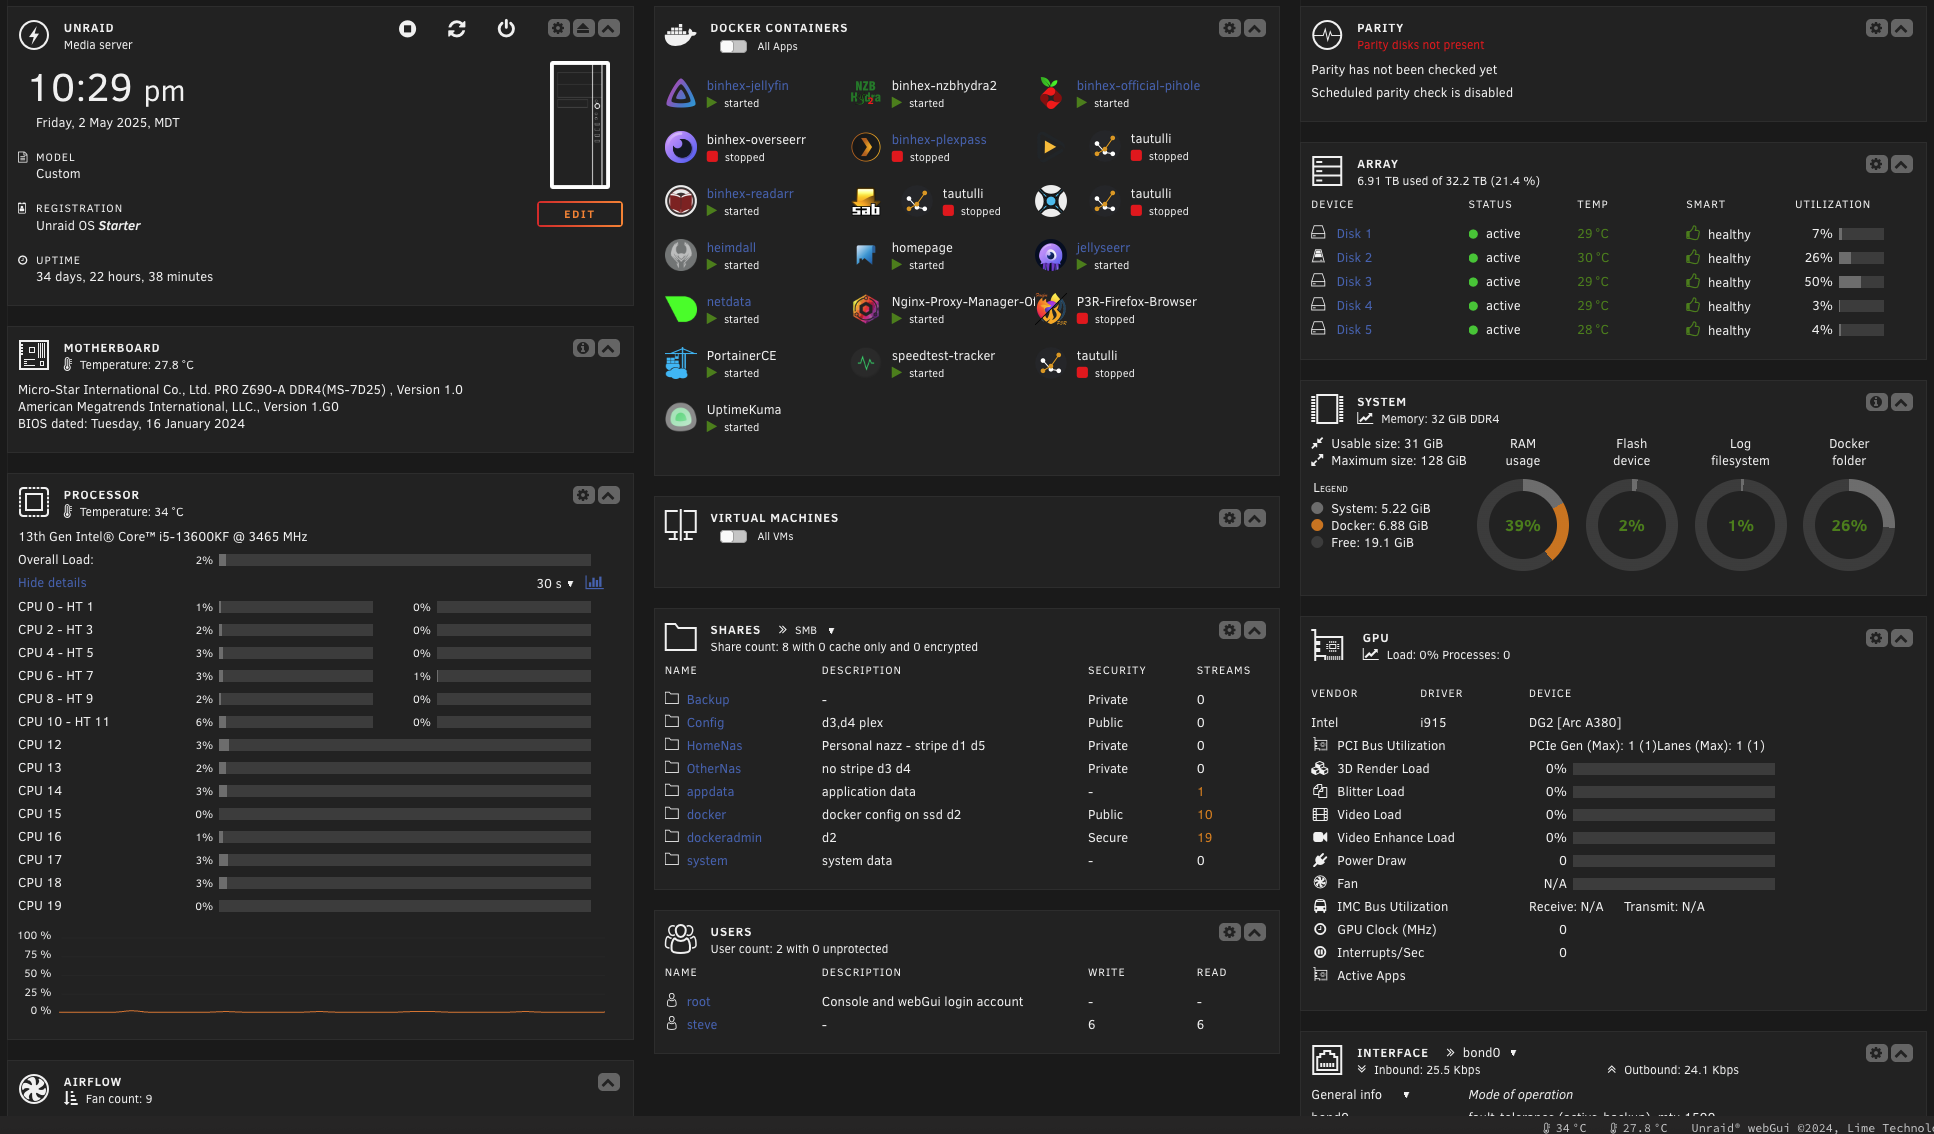 UNRAID
Media server
10:29 pm
Friday, 2 May 2025, MDT
MODEL
Custom
REGISTRATION
Unraid OS Starter
EDIT
UPTIME
34 days, 22 hours, 38 minutes
MOTHERBOARD
Temperature: 27.8 °C
Micro-Star International Co., Ltd. PRO Z690-A DDR4(MS-7D25) , Version 1.0
American Megatrends International, LLC., Version 1.G0
BIOS dated: Tuesday, 16 January 2024
PROCESSOR
Temperature: 34 °C
13th Gen Intel® Core™ i5-13600KF @ 3465 MHz
Overall Load: 2%
Hide details 30 s
CPU 0 - HT 1 1% 0%
CPU 2 - HT 3 2% 0%
CPU 4 - HT 5 3% 0%
CPU 6 - HT 7 3% 1%
CPU 8 - HT 9 2% 0%
CPU 10 - HT 11 6% 0%
CPU 12 3%
CPU 13 2%
CPU 14 3%
CPU 15 0%
CPU 16 1%
CPU 17 3%
CPU 18 3%
CPU 19 0%
100 %
75 %
50 %
25 %
0 %
AIRFLOW
Fan count: 9
DOCKER CONTAINERS
All Apps
binhex-jellyfin
started
NZB Hydra2
binhex-nzbhydra2
started
binhex-official-pihole
started
binhex-overseerr
stopped
binhex-plexpass
stopped
tautulli
stopped
binhex-readarr
started
sab
tautulli
stopped
tautulli
stopped
heimdall
started
homepage
started
jellyseerr
started
netdata
started
Nginx-Proxy-Manager-Of
started
P3R-Firefox-Browser
stopped
PortainerCE
started
speedtest-tracker
started
tautulli
stopped
UptimeKuma
started
VIRTUAL MACHINES
All VMs
SHARES SMB
Share count: 8 with 0 cache only and 0 encrypted
NAME DESCRIPTION SECURITY STREAMS
Backup - Private 0
Config d3,d4 plex Public 0
HomeNas Personal nazz - stripe d1 d5 Private 0
OtherNas no stripe d3 d4 Private 0
appdata application data - 1
docker docker config on ssd d2 Public 10
dockeradmin d2 Secure 19
system system data - 0
USERS
User count: 2 with 0 unprotected
NAME DESCRIPTION WRITE READ
root Console and webGui login account - -
steve - 6 6
PARITY
Parity disks not present
Parity has not been checked yet
Scheduled parity check is disabled
ARRAY
6.91 TB used of 32.2 TB (21.4 %)
DEVICE STATUS TEMP SMART UTILIZATION
Disk 1 active 29 °C healthy 7%
Disk 2 active 30 °C healthy 26%
Disk 3 active 29 °C healthy 50%
Disk 4 active 29 °C healthy 3%
Disk 5 active 28 °C healthy 4%
SYSTEM
Memory: 32 GiB DDR4
Usable size: 31 GiB
Maximum size: 128 GiB
RAM usage
Flash device
Log filesystem
Docker folder
LEGEND
System: 5.22 GiB
Docker: 6.88 GiB
Free: 19.1 GiB
39% 2% 1% 26%
GPU
Load: 0% Processes: 0
VENDOR DRIVER DEVICE
Intel i915 DG2 [Arc A380]
PCI Bus Utilization PCIe Gen (Max): 1 (1)Lanes (Max): 1 (1)
3D Render Load 0%
Blitter Load 0%
Video Load 0%
Video Enhance Load 0%
Power Draw 0
Fan N/A
IMC Bus Utilization Receive: N/A Transmit: N/A
GPU Clock (MHz) 0
Interrupts/Sec 0
Active Apps
INTERFACE bond0
Inbound: 25.5 Kbps Outbound: 24.1 Kbps
General info Mode of operation
bond0 fault-tolerance (active-backup), mtu 1500
34 °C 27.8 °C Unraid® webGui ©2024, Lime Technolo